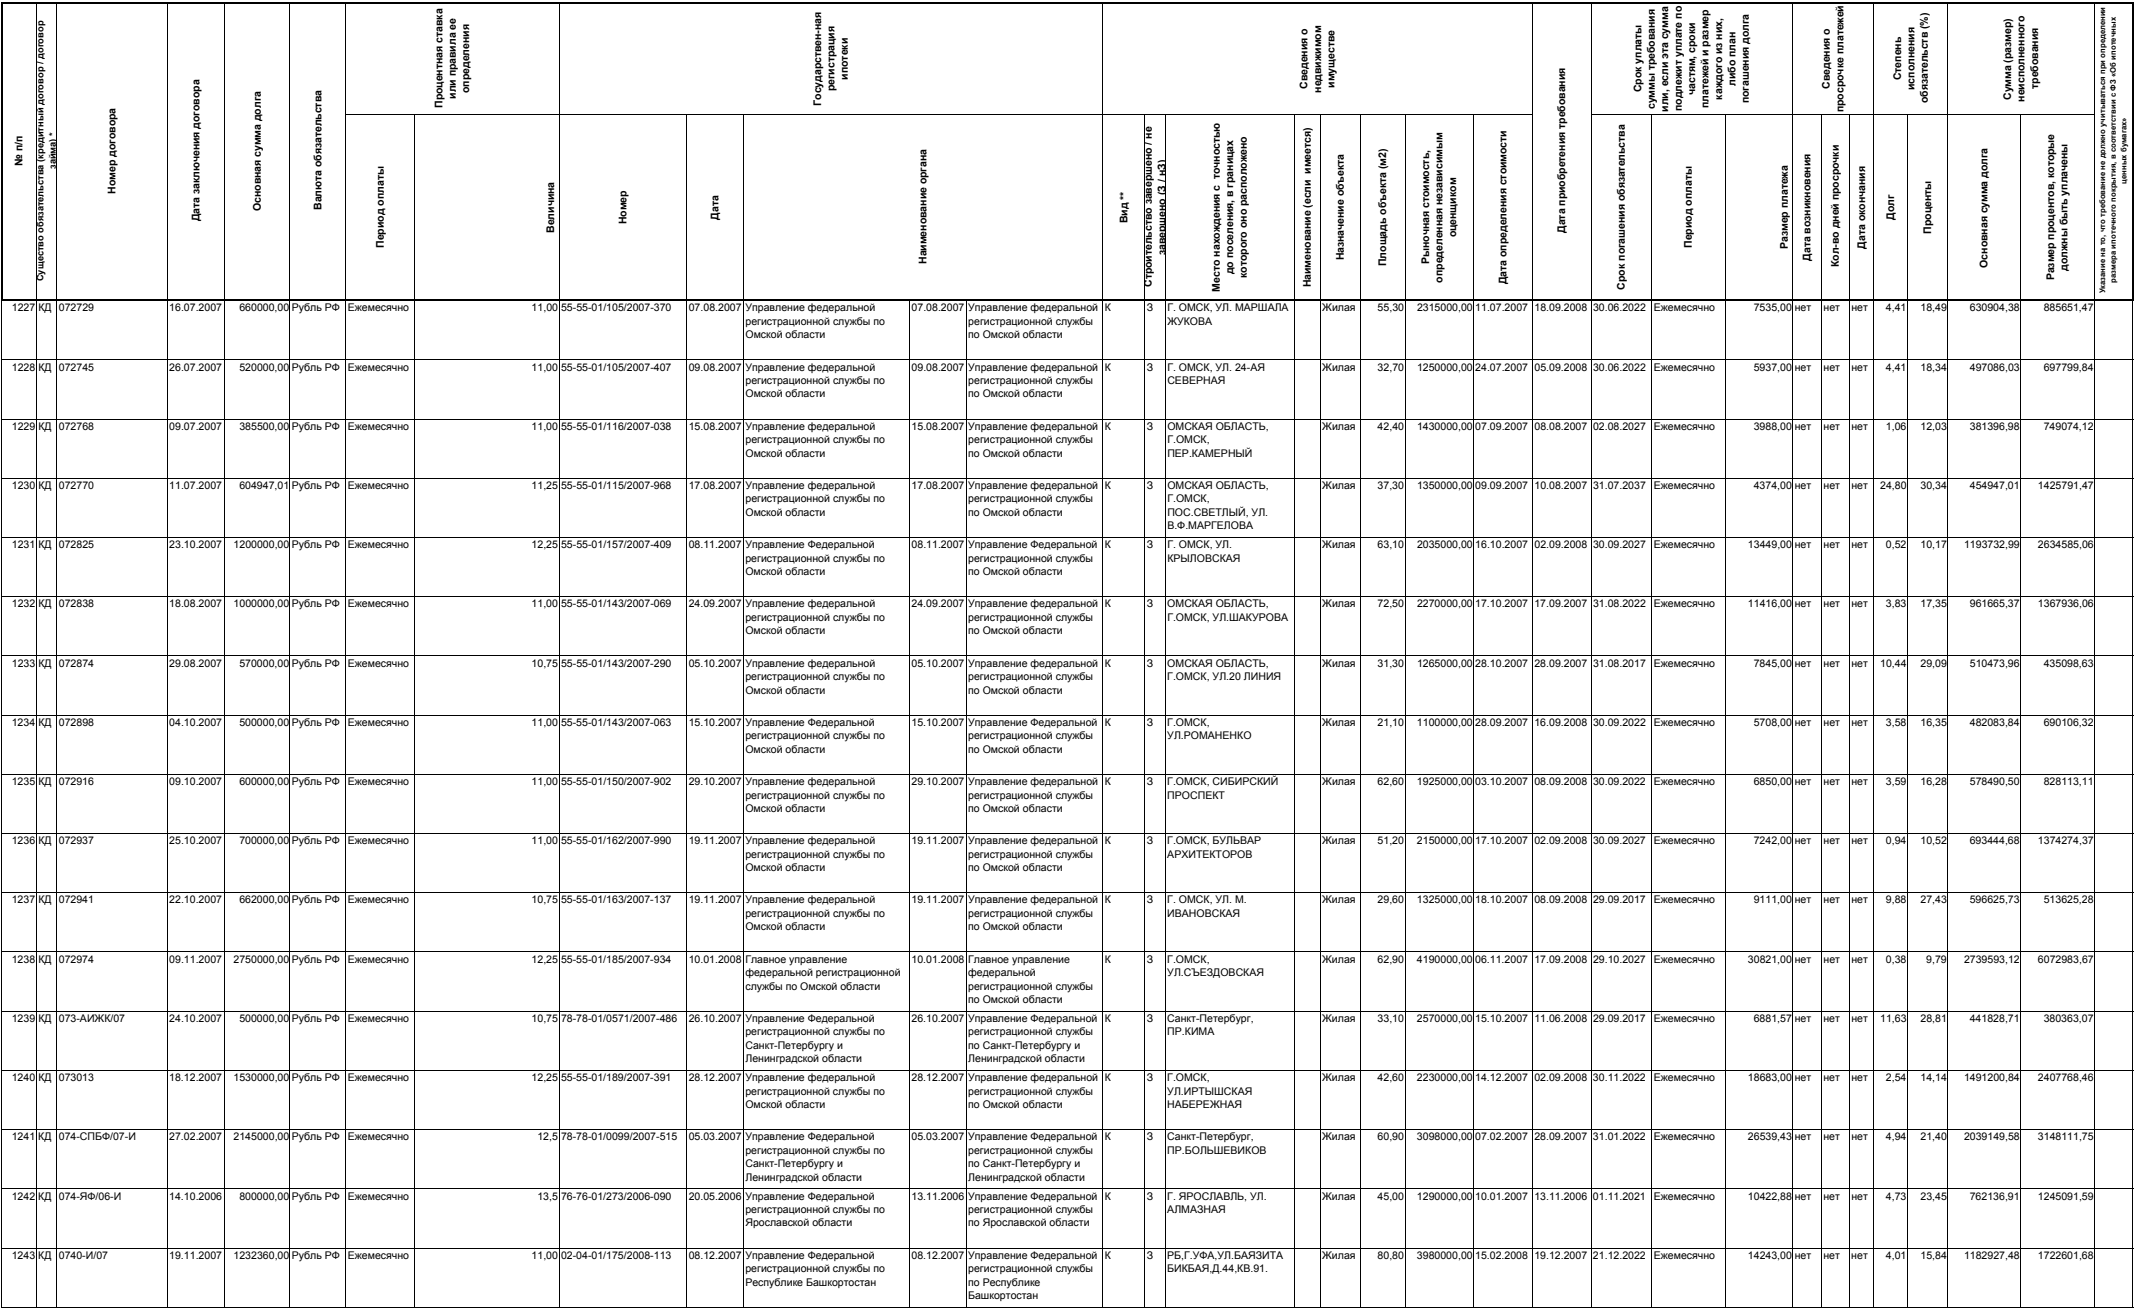 № п/п
Существо обязательства (кредитный договор / договор займа) *
Номер договора
Дата заключения договора
Основная сумма долга
Валюта обязательства
Процентная ставка или правила ее определения
Период оплаты
Величина
Государствен-ная регистрация ипотеки
Номер
Дата
Наименование органа
Сведения о недвижимом имуществе
Вид **
Строительство завершено / не завершено (З / нЗ)
Место нахождения с точностью до поселения, в границах которого оно расположено
Наименование (если имеется)
Назначение объекта
Площадь объекта (м2)
Рыночная стоимость, определенная независимым оценщиком
Дата определения стоимости
Дата приобретения требования
Срок уплаты суммы требования или, если эта сумма подлежит уплате по частям, сроки платежей и размер каждого из них, либо план погашения долга
Срок погашения обязательства
Период оплаты
Размер платежа
Сведения о просрочке платежей
Дата возникновения
Кол-во дней просрочки
Дата окончания
Степень исполнения обязательств (%)
Долг
Проценты
Сумма (размер) неисполненного требования
Основная сумма долга
Размер процентов, которые должны быть уплачены
Указание на то, что требование не должно учитываться при определении размера ипотечного покрытия, в соответствии с ФЗ «Об ипотечных ценных бумагах»
1227 КД 072729 16.07.2007 660000,00 Рубль РФ Ежемесячно 11,00 55-55-01/105/2007-370 07.08.2007 Управление федеральной регистрационной службы по Омской области 07.08.2007 Управление федеральной регистрационной службы по Омской области К З Г. ОМСК, УЛ. МАРШАЛА ЖУКОВА Жилая 55,30 2315000,00 11.07.2007 18.09.2008 30.06.2022 Ежемесячно 7535,00 нет нет нет 4,41 18,49 630904,38 885651,47
1228 КД 072745 26.07.2007 520000,00 Рубль РФ Ежемесячно 11,00 55-55-01/105/2007-407 09.08.2007 Управление федеральной регистрационной службы по Омской области 09.08.2007 Управление федеральной регистрационной службы по Омской области К З Г. ОМСК, УЛ. 24-АЯ СЕВЕРНАЯ Жилая 32,70 1250000,00 24.07.2007 05.09.2008 30.06.2022 Ежемесячно 5937,00 нет нет нет 4,41 18,34 497086,03 697799,84
1229 КД 072768 09.07.2007 385500,00 Рубль РФ Ежемесячно 11,00 55-55-01/116/2007-038 15.08.2007 Управление федеральной регистрационной службы по Омской области 15.08.2007 Управление федеральной регистрационной службы по Омской области К З ОМСКАЯ ОБЛАСТЬ, Г.ОМСК, ПЕР.КАМЕРНЫЙ Жилая 42,40 1430000,00 07.09.2007 08.08.2007 02.08.2027 Ежемесячно 3988,00 нет нет нет 1,06 12,03 381396,98 749074,12
1230 КД 072770 11.07.2007 604947,01 Рубль РФ Ежемесячно 11,25 55-55-01/115/2007-968 17.08.2007 Управление федеральной регистрационной службы по Омской области 17.08.2007 Управление федеральной регистрационной службы по Омской области К З ОМСКАЯ ОБЛАСТЬ, Г.ОМСК, ПОС.СВЕТЛЫЙ, УЛ. В.Ф.МАРГЕЛОВА Жилая 37,30 1350000,00 09.09.2007 10.08.2007 31.07.2037 Ежемесячно 4374,00 нет нет нет 24,80 30,34 454947,01 1425791,47
1231 КД 072825 23.10.2007 1200000,00 Рубль РФ Ежемесячно 12,25 55-55-01/157/2007-409 08.11.2007 Управление Федеральной регистрационной службы по Омской области 08.11.2007 Управление Федеральной регистрационной службы по Омской области К З Г. ОМСК, УЛ. КРЫЛОВСКАЯ Жилая 63,10 2035000,00 16.10.2007 02.09.2008 30.09.2027 Ежемесячно 13449,00 нет нет нет 0,52 10,17 1193732,99 2634585,06
1232 КД 072838 18.08.2007 1000000,00 Рубль РФ Ежемесячно 11,00 55-55-01/143/2007-069 24.09.2007 Управление федеральной регистрационной службы по Омской области 24.09.2007 Управление федеральной регистрационной службы по Омской области К З ОМСКАЯ ОБЛАСТЬ, Г.ОМСК, УЛ.ШАКУРОВА Жилая 72,50 2270000,00 17.10.2007 17.09.2007 31.08.2022 Ежемесячно 11416,00 нет нет нет 3,83 17,35 961665,37 1367936,06
1233 КД 072874 29.08.2007 570000,00 Рубль РФ Ежемесячно 10,75 55-55-01/143/2007-290 05.10.2007 Управление федеральной регистрационной службы по Омской области 05.10.2007 Управление федеральной регистрационной службы по Омской области К З ОМСКАЯ ОБЛАСТЬ, Г.ОМСК, УЛ.20 ЛИНИЯ Жилая 31,30 1265000,00 28.10.2007 28.09.2007 31.08.2017 Ежемесячно 7845,00 нет нет нет 10,44 29,09 510473,96 435098,63
1234 КД 072898 04.10.2007 500000,00 Рубль РФ Ежемесячно 11,00 55-55-01/143/2007-063 15.10.2007 Управление Федеральной регистрационной службы по Омской области 15.10.2007 Управление Федеральной регистрационной службы по Омской области К З Г.ОМСК, УЛ.РОМАНЕНКО Жилая 21,10 1100000,00 28.09.2007 16.09.2008 30.09.2022 Ежемесячно 5708,00 нет нет нет 3,58 16,35 482083,84 690106,32
1235 КД 072916 09.10.2007 600000,00 Рубль РФ Ежемесячно 11,00 55-55-01/150/2007-902 29.10.2007 Управление федеральной регистрационной службы по Омской области 29.10.2007 Управление федеральной регистрационной службы по Омской области К З Г.ОМСК, СИБИРСКИЙ ПРОСПЕКТ Жилая 62,60 1925000,00 03.10.2007 08.09.2008 30.09.2022 Ежемесячно 6850,00 нет нет нет 3,59 16,28 578490,50 828113,11
1236 КД 072937 25.10.2007 700000,00 Рубль РФ Ежемесячно 11,00 55-55-01/162/2007-990 19.11.2007 Управление федеральной регистрационной службы по Омской области 19.11.2007 Управление федеральной регистрационной службы по Омской области К З Г.ОМСК, БУЛЬВАР АРХИТЕКТОРОВ Жилая 51,20 2150000,00 17.10.2007 02.09.2008 30.09.2027 Ежемесячно 7242,00 нет нет нет 0,94 10,52 693444,68 1374274,37
1237 КД 072941 22.10.2007 662000,00 Рубль РФ Ежемесячно 10,75 55-55-01/163/2007-137 19.11.2007 Управление федеральной регистрационной службы по Омской области 19.11.2007 Управление федеральной регистрационной службы по Омской области К З Г. ОМСК, УЛ. М. ИВАНОВСКАЯ Жилая 29,60 1325000,00 18.10.2007 08.09.2008 29.09.2017 Ежемесячно 9111,00 нет нет нет 9,88 27,43 596625,73 513625,28
1238 КД 072974 09.11.2007 2750000,00 Рубль РФ Ежемесячно 12,25 55-55-01/185/2007-934 10.01.2008 Главное управление федеральной регистрационной службы по Омской области 10.01.2008 Главное управление федеральной регистрационной службы по Омской области К З Г.ОМСК, УЛ.СЪЕЗДОВСКАЯ Жилая 62,90 4190000,00 06.11.2007 17.09.2008 29.10.2027 Ежемесячно 30821,00 нет нет нет 0,38 9,79 2739593,12 6072983,67
1239 КД 073-АИЖК/07 24.10.2007 500000,00 Рубль РФ Ежемесячно 10,75 78-78-01/0571/2007-486 26.10.2007 Управление Федеральной регистрационной службы по Санкт-Петербургу и Ленинградской области 26.10.2007 Управление Федеральной регистрационной службы по Санкт-Петербургу и Ленинградской области К З Санкт-Петербург, ПР.КИМА Жилая 33,10 2570000,00 15.10.2007 11.06.2008 29.09.2017 Ежемесячно 6881,57 нет нет нет 11,63 28,81 441828,71 380363,07
1240 КД 073013 18.12.2007 1530000,00 Рубль РФ Ежемесячно 12,25 55-55-01/189/2007-391 28.12.2007 Управление федеральной регистрационной службы по Омской области 28.12.2007 Управление федеральной регистрационной службы по Омской области К З Г.ОМСК, УЛ.ИРТЫШСКАЯ НАБЕРЕЖНАЯ Жилая 42,60 2230000,00 14.12.2007 02.09.2008 30.11.2022 Ежемесячно 18683,00 нет нет нет 2,54 14,14 1491200,84 2407768,46
1241 КД 074-СПБФ/07-И 27.02.2007 2145000,00 Рубль РФ Ежемесячно 12,5 78-78-01/0099/2007-515 05.03.2007 Управление Федеральной регистрационной службы по Санкт-Петербургу и Ленинградской области 05.03.2007 Управление Федеральной регистрационной службы по Санкт-Петербургу и Ленинградской области К З Санкт-Петербург, ПР.БОЛЬШЕВИКОВ Жилая 60,90 3098000,00 07.02.2007 28.09.2007 31.01.2022 Ежемесячно 26539,43 нет нет нет 4,94 21,40 2039149,58 3148111,75
1242 КД 074-ЯФ/06-И 14.10.2006 800000,00 Рубль РФ Ежемесячно 13,5 76-76-01/273/2006-090 20.05.2006 Управление Федеральной регистрационной службы по Ярославской области 13.11.2006 Управление Федеральной регистрационной службы по Ярославской области К З Г. ЯРОСЛАВЛЬ, УЛ. АЛМАЗНАЯ Жилая 45,00 1290000,00 10.01.2007 13.11.2006 01.11.2021 Ежемесячно 10422,88 нет нет нет 4,73 23,45 762136,91 1245091,59
1243 КД 0740-И/07 19.11.2007 1232360,00 Рубль РФ Ежемесячно 11,00 02-04-01/175/2008-113 08.12.2007 Управление Федеральной регистрационной службы по Республике Башкортостан 08.12.2007 Управление Федеральной регистрационной службы по Республике Башкортостан К З РБ,Г.УФА,УЛ.БАЯЗИТА БИКБАЯ,Д.44,КВ.91. Жилая 80,80 3980000,00 15.02.2008 19.12.2007 21.12.2022 Ежемесячно 14243,00 нет нет нет 4,01 15,84 1182927,48 1722601,68